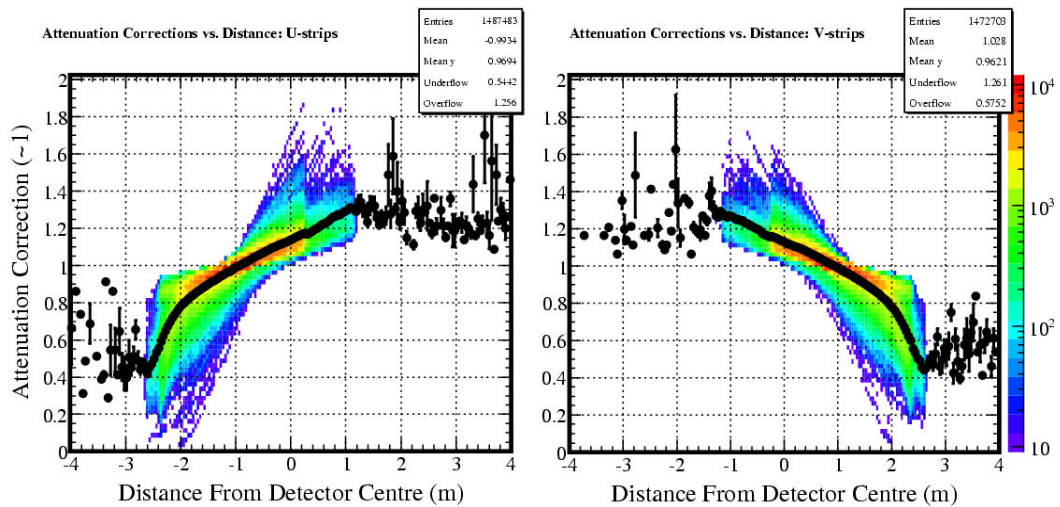 Attenuation Corrections vs. Distance: U-strips
Entries 1487483
Mean -0.9934
Mean y 0.9694
Underflow 0.5442
Overflow 1.256
Attenuation Correction (~1)
2
1.8
1.6
1.4
1.2
1
0.8
0.6
0.4
0.2
0
-4 -3 -2 -1 0 1 2 3 4
Distance From Detector Centre (m)
Attenuation Corrections vs. Distance: V-strips
Entries 1472703
Mean 1.028
Mean y 0.9621
Underflow 1.261
Overflow 0.5752
2
1.8
1.6
1.4
1.2
1
0.8
0.6
0.4
0.2
0
-4 -3 -2 -1 0 1 2 3 4
Distance From Detector Centre (m)
10⁴
10³
10²
10